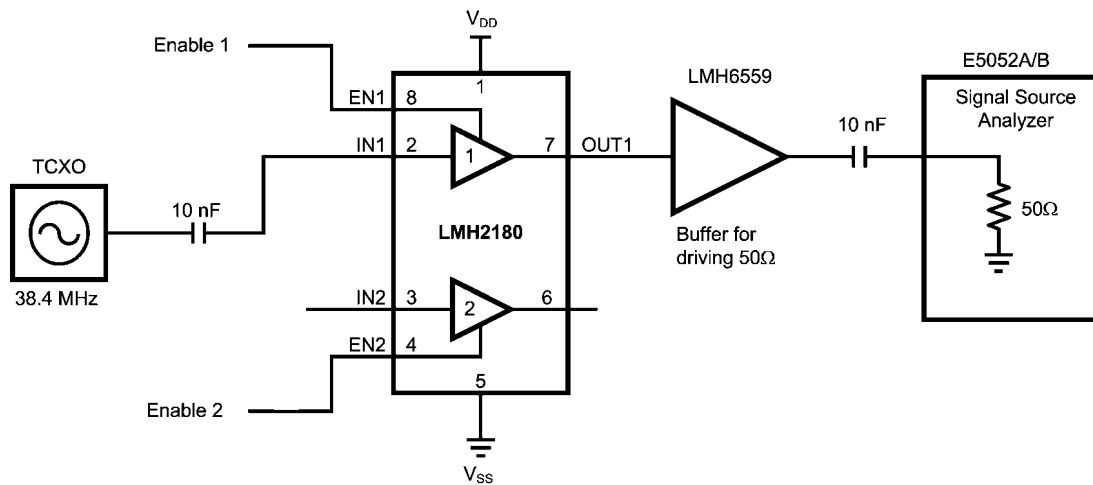 V_DD
Enable 1
LMH6559
E5052A/B
1
Signal Source
Analyzer
EN1 8
10 nF
IN1 2
1
7 OUT1
TCXO
10 nF
50Ω
LMH2180
Buffer for
driving 50Ω
38.4 MHz
IN2 3
2
6
EN2 4
5
Enable 2
V_SS